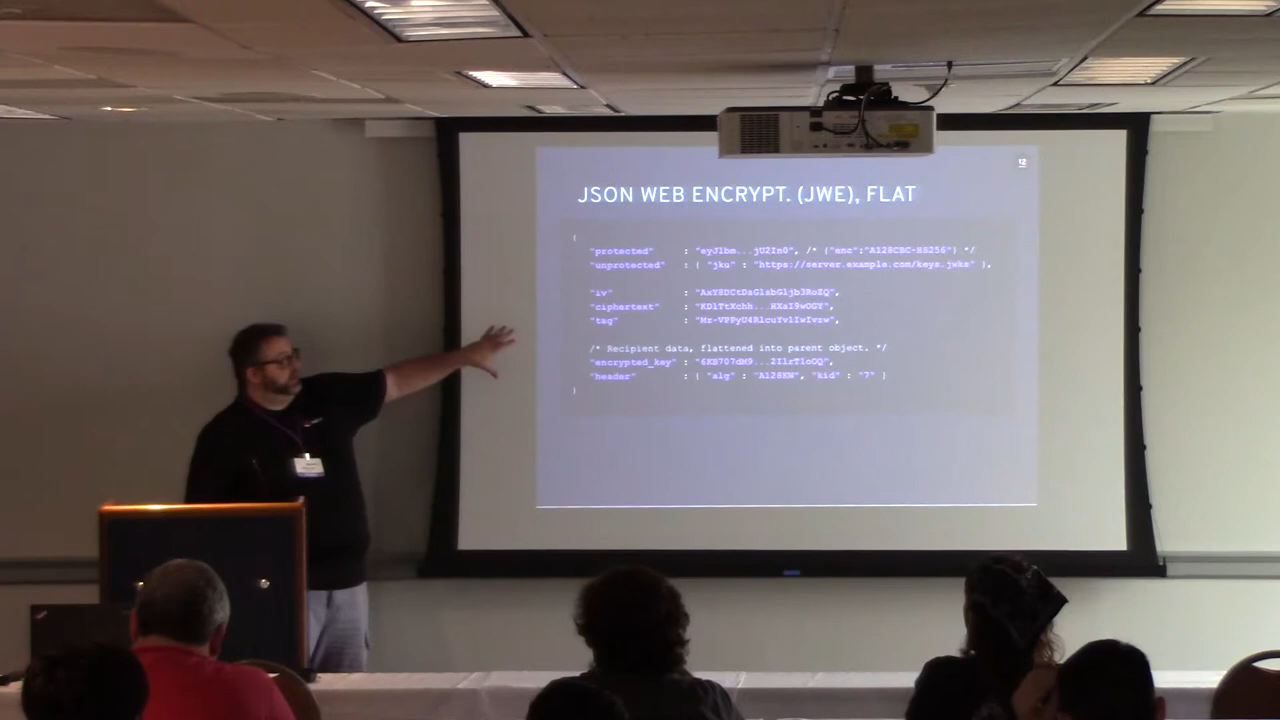 12
JSON WEB ENCRYPT. (JWE), FLAT
{
"protected" : "eyJlbm...jU2In0", /* {"enc":"A128CBC-HS256"} */
"unprotected" : { "jku" : "https://server.example.com/keys.jwks" },
"iv" : "AxY8DCtDaGlsbGljb3RoZQ",
"ciphertext" : "KDlTtXchh...HXaI9wOGY",
"tag" : "Mz-VPPyU4RlcuYv1IwIvzw",
/* Recipient data, flattened into parent object. */
"encrypted_key" : "6KB707dM9...2IlrT1oOQ",
"header" : { "alg" : "A128KW", "kid" : "7" }
}